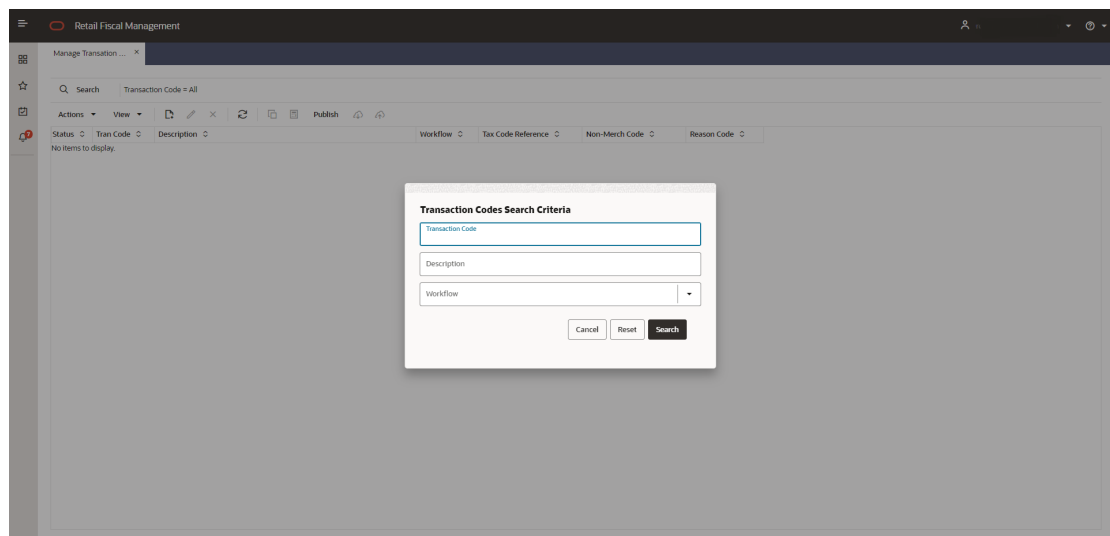 Retail Fiscal Management
Manage Transation ... ×
Search Transaction Code = All
Actions View Publish
7
Status Tran Code Description Workflow Tax Code Reference Non-Merch Code Reason Code
No items to display.
Transaction Codes Search Criteria
Transaction Code
Description
Workflow
Cancel Reset Search